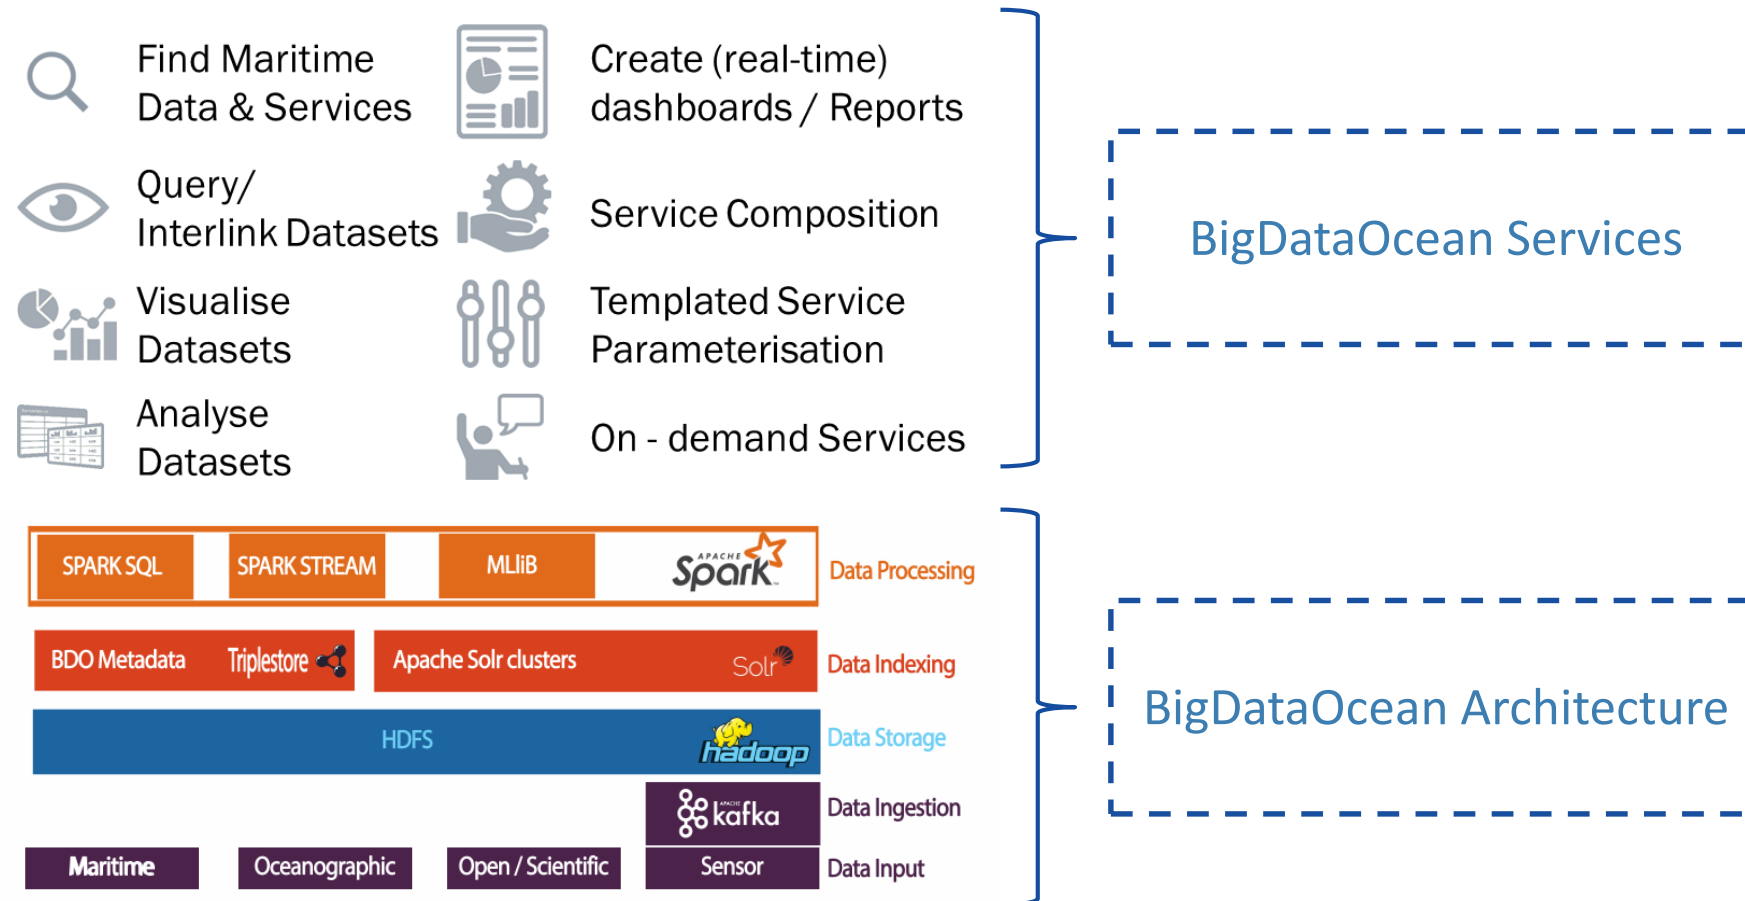 Find Maritime
Data & Services
Create (real-time)
dashboards / Reports
Query/
Interlink Datasets
Service Composition
Visualise
Datasets
Templated Service
Parameterisation
Analyse
Datasets
On - demand Services
BigDataOcean Services
SPARK SQL
SPARK STREAM
MLliB
APACHE
Spark
Data Processing
BDO Metadata
Triplestore
Apache Solr clusters
Solr
Data Indexing
HDFS
hadoop
Data Storage
APACHE
kafka
Data Ingestion
Maritime
Oceanographic
Open / Scientific
Sensor
Data Input
BigDataOcean Architecture